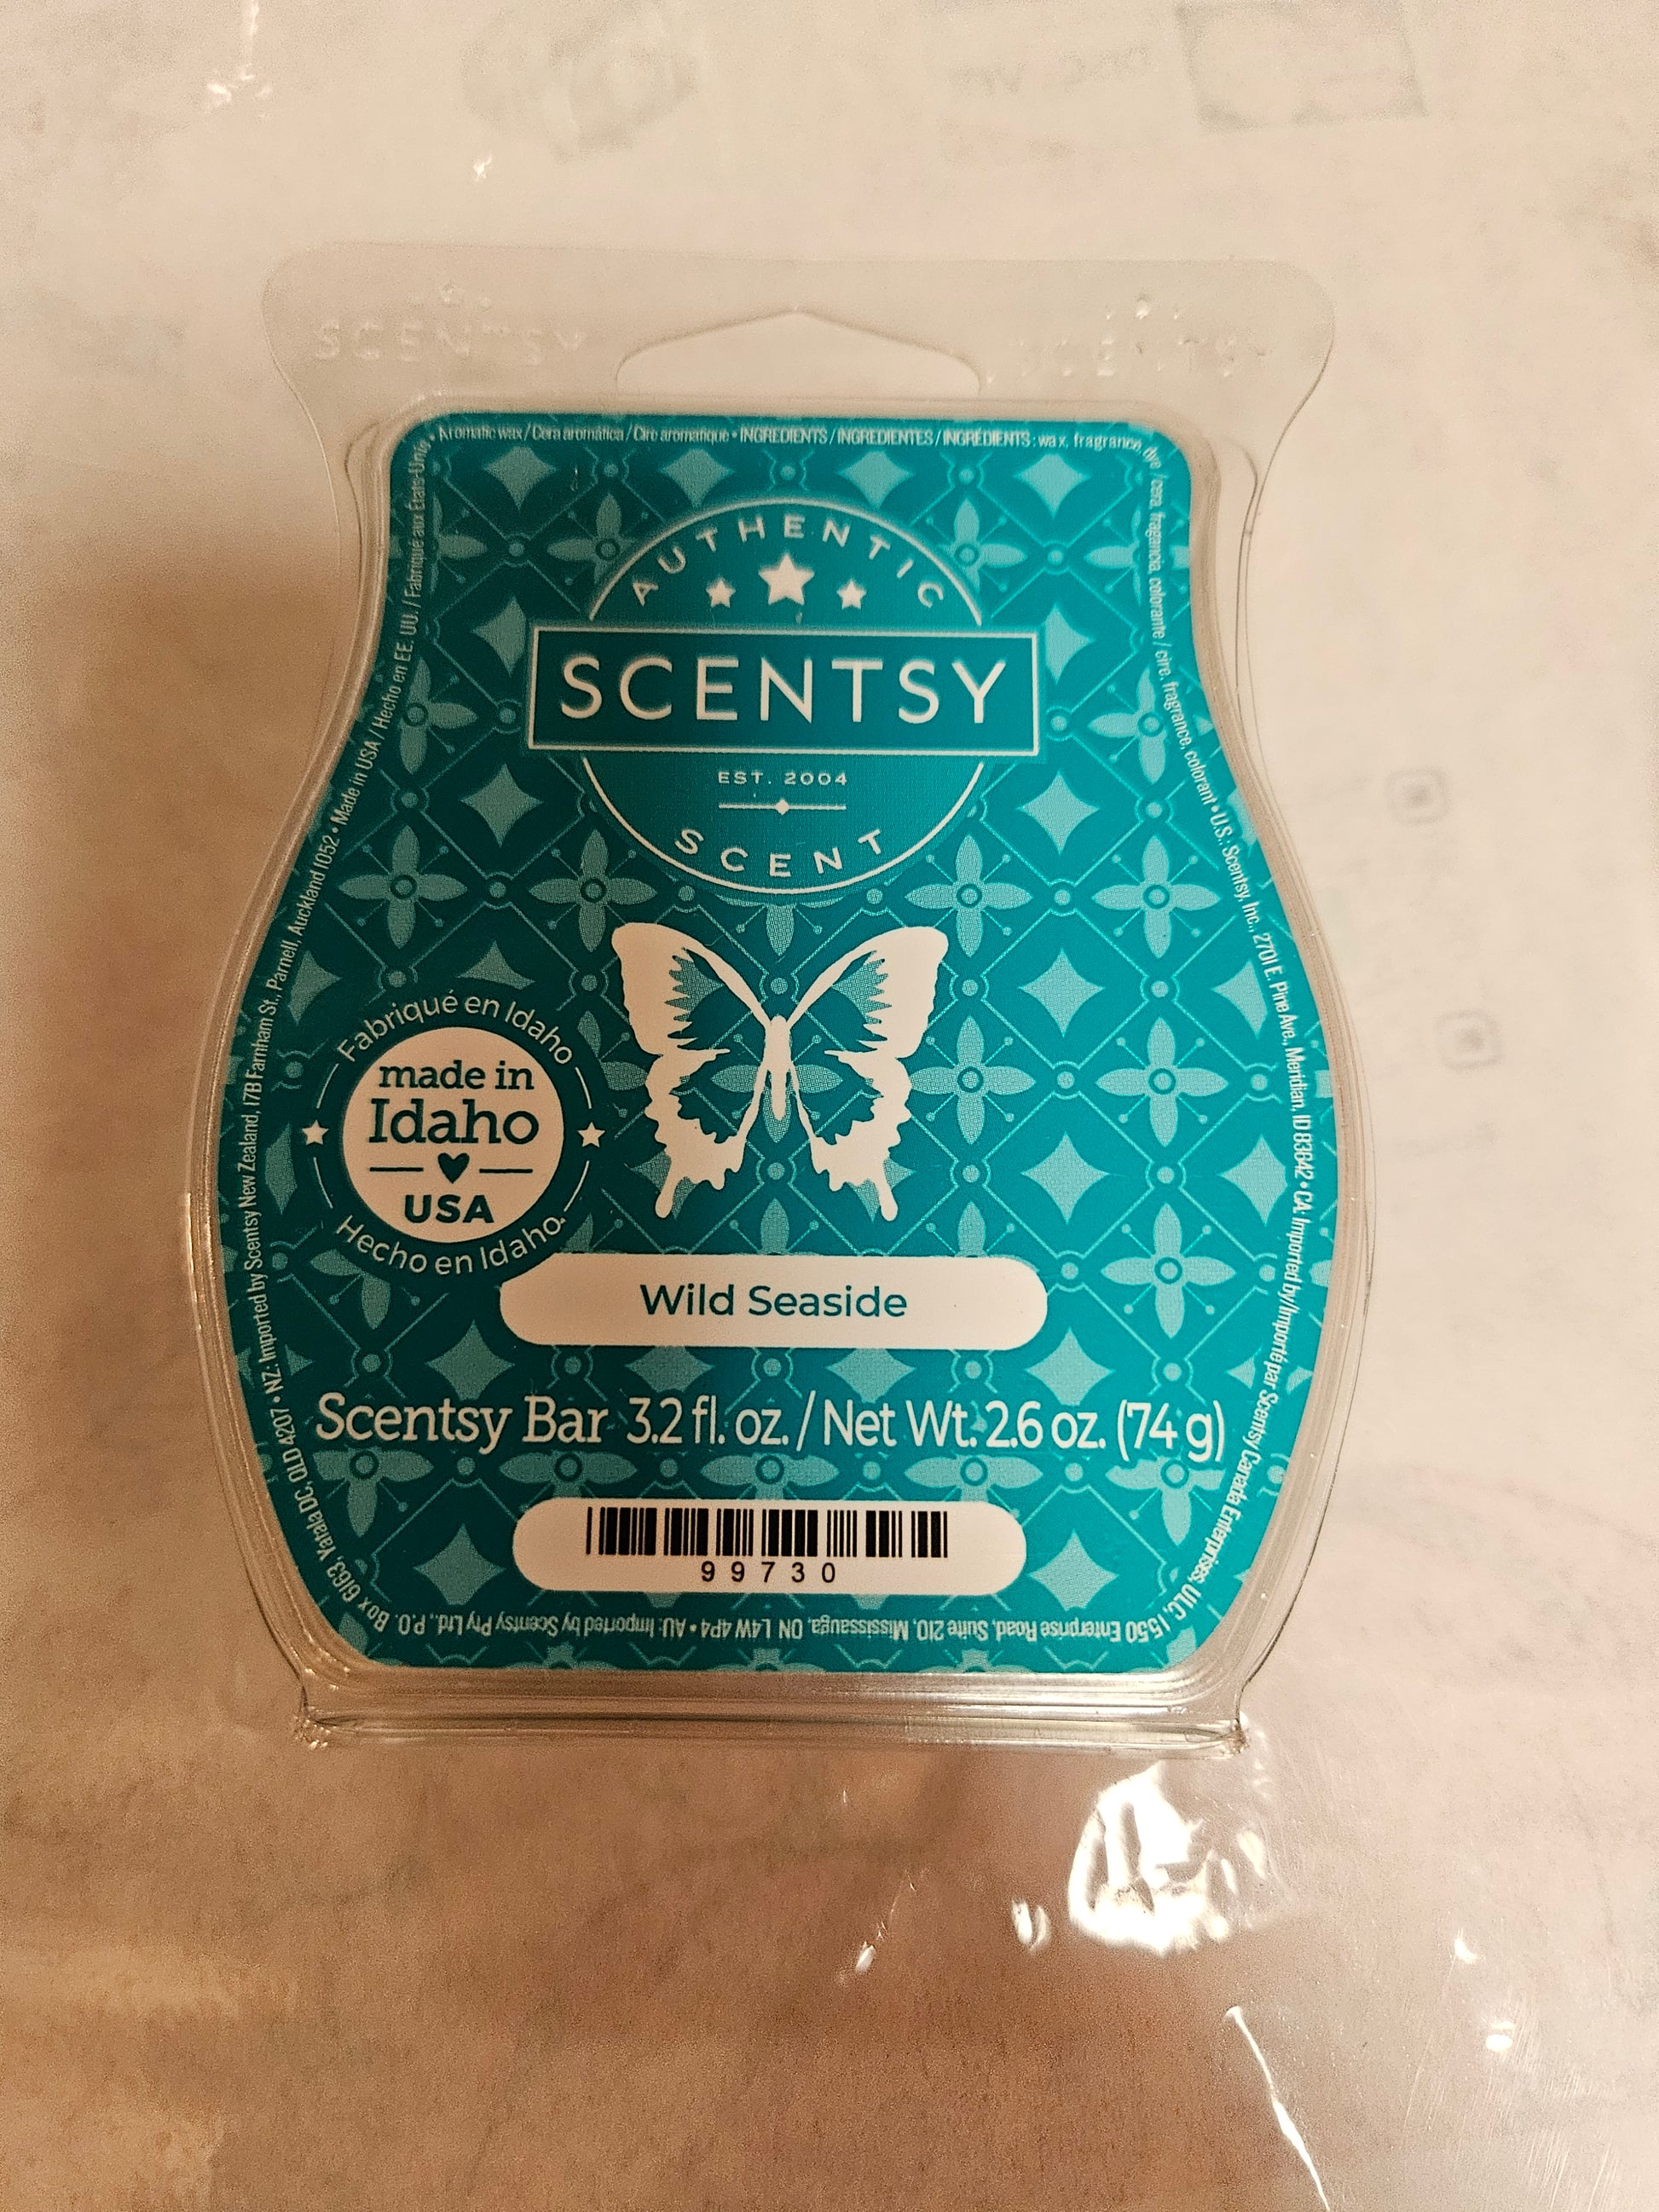 SCENTSY
SCENTSY
• Aromatic wax / Cera aromática / Cire aromatique • INGREDIENTS / INGREDIENTES / INGRÉDIENTS : wax, fragrance, dye / cera, fragancia, colorante / cire, fragrance, colorant • U.S.: Scentsy, Inc., 2701 E. Pine Ave., Meridian, ID 83642 • CA: Imported by/Importé par Scentsy Canada Enterprises, ULC, 1550 Enterprise Road, Suite 210, Mississauga, ON L4W 4P4 • AU: Imported by Scentsy Pty Ltd., P.O. Box 6163, Yatala DC, QLD 4207 • NZ: Imported by Scentsy New Zealand, 17B Farnham St., Parnell, Auckland 1052 • Made in USA / Hecho en EE. UU. / Fabriqué aux États-Unis
AUTHENTIC
SCENTSY
EST. 2004
SCENT
Fabriqué en Idaho
made in
Idaho
USA
Hecho en Idaho
Wild Seaside
Scentsy Bar 3.2 fl. oz. / Net Wt. 2.6 oz. (74 g)
99730